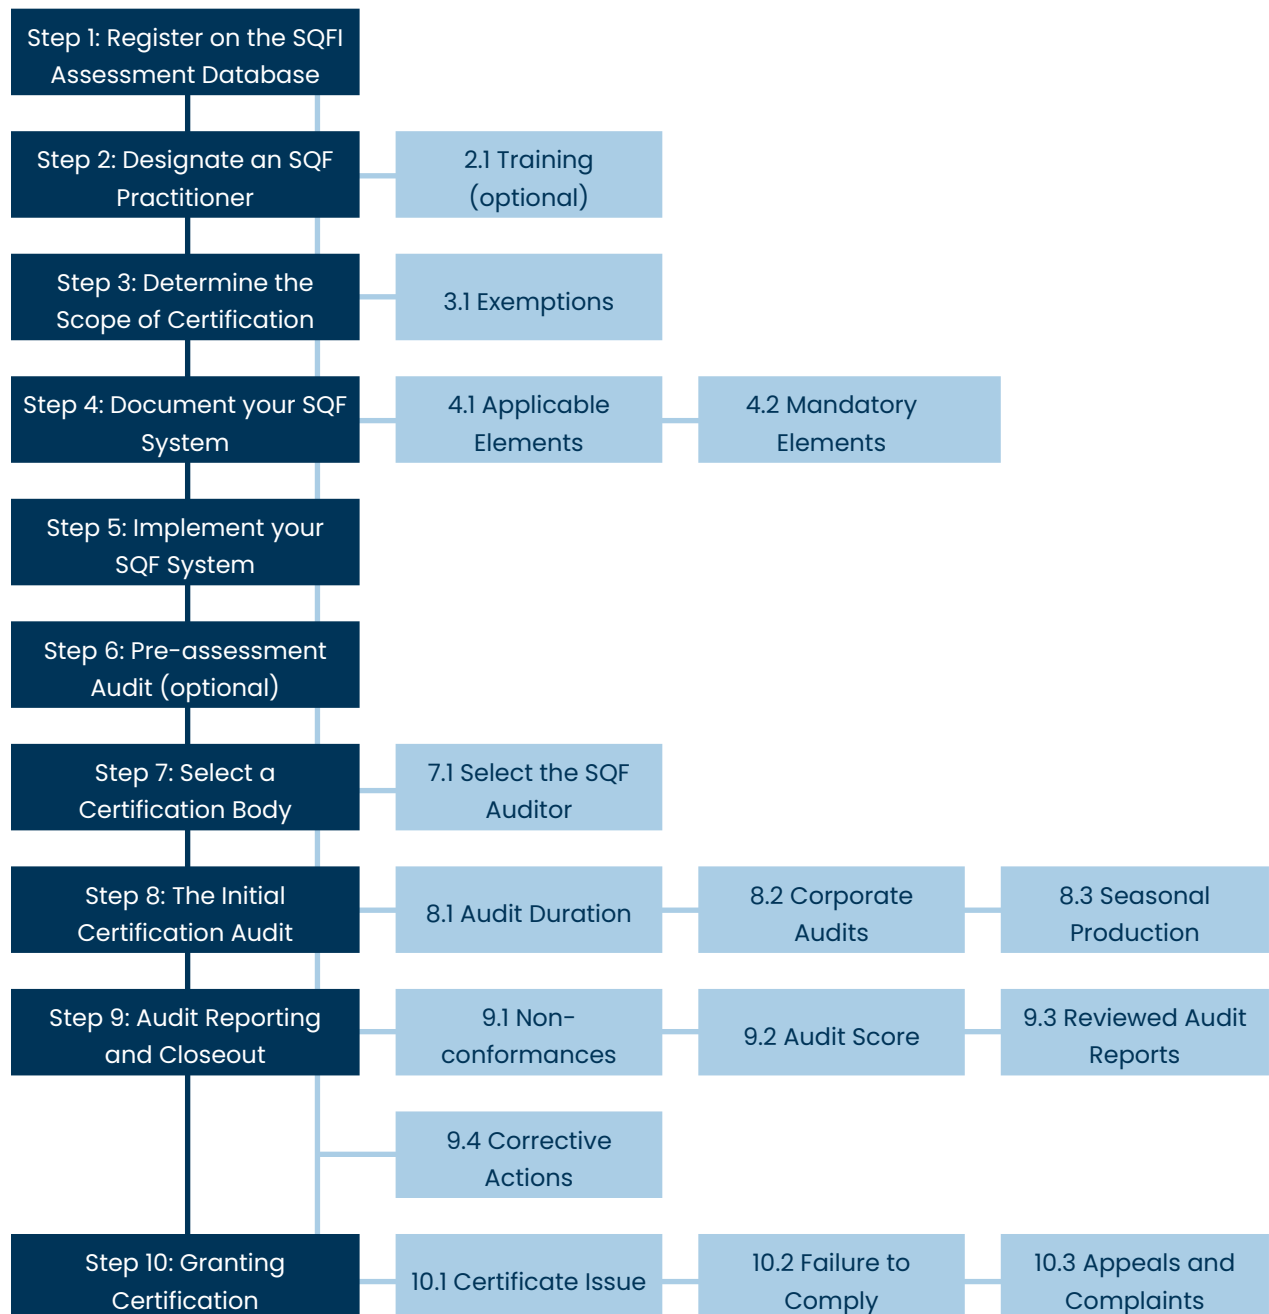 Step 1: Register on the SQFI
Assessment Database
Step 2: Designate an SQF
Practitioner
2.1 Training
(optional)
Step 3: Determine the
Scope of Certification
3.1 Exemptions
Step 4: Document your SQF
System
4.1 Applicable
Elements
4.2 Mandatory
Elements
Step 5: Implement your
SQF System
Step 6: Pre-assessment
Audit (optional)
Step 7: Select a
Certification Body
7.1 Select the SQF
Auditor
Step 8: The Initial
Certification Audit
8.1 Audit Duration
8.2 Corporate
Audits
8.3 Seasonal
Production
Step 9: Audit Reporting
and Closeout
9.1 Non-
conformances
9.2 Audit Score
9.3 Reviewed Audit
Reports
9.4 Corrective
Actions
Step 10: Granting
Certification
10.1 Certificate Issue
10.2 Failure to
Comply
10.3 Appeals and
Complaints